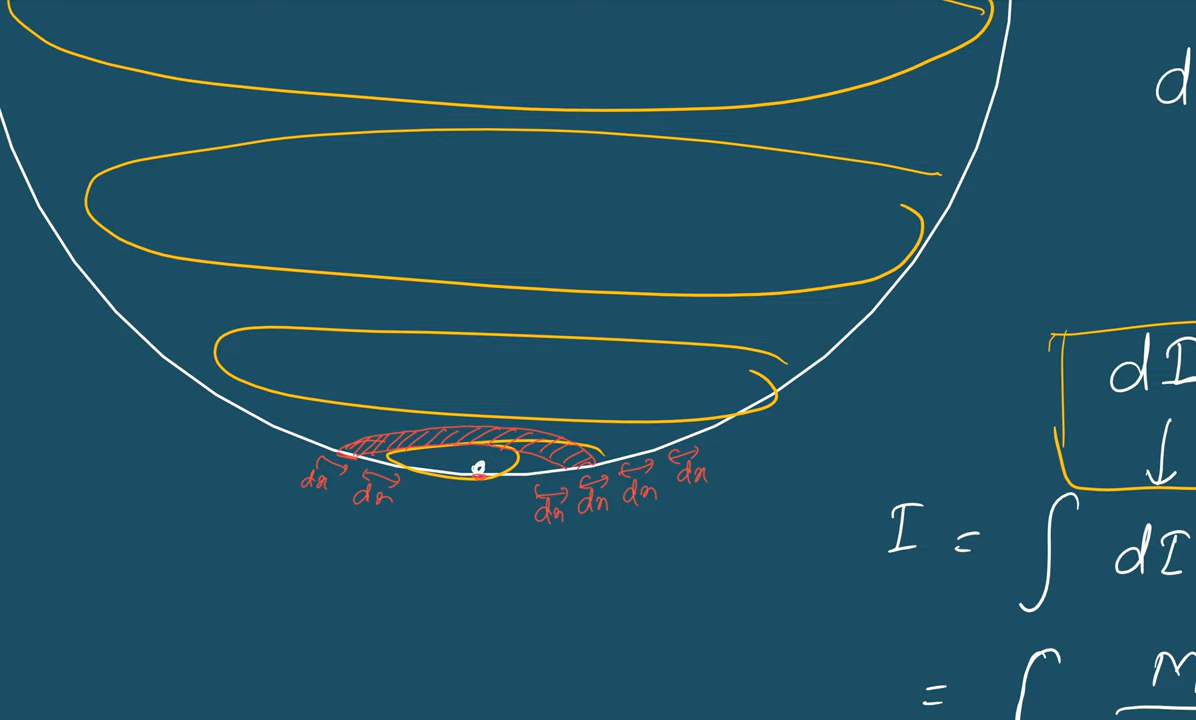 d
dI
dx dx dx dx dx dx
I = ∫ dI
= ∫ M